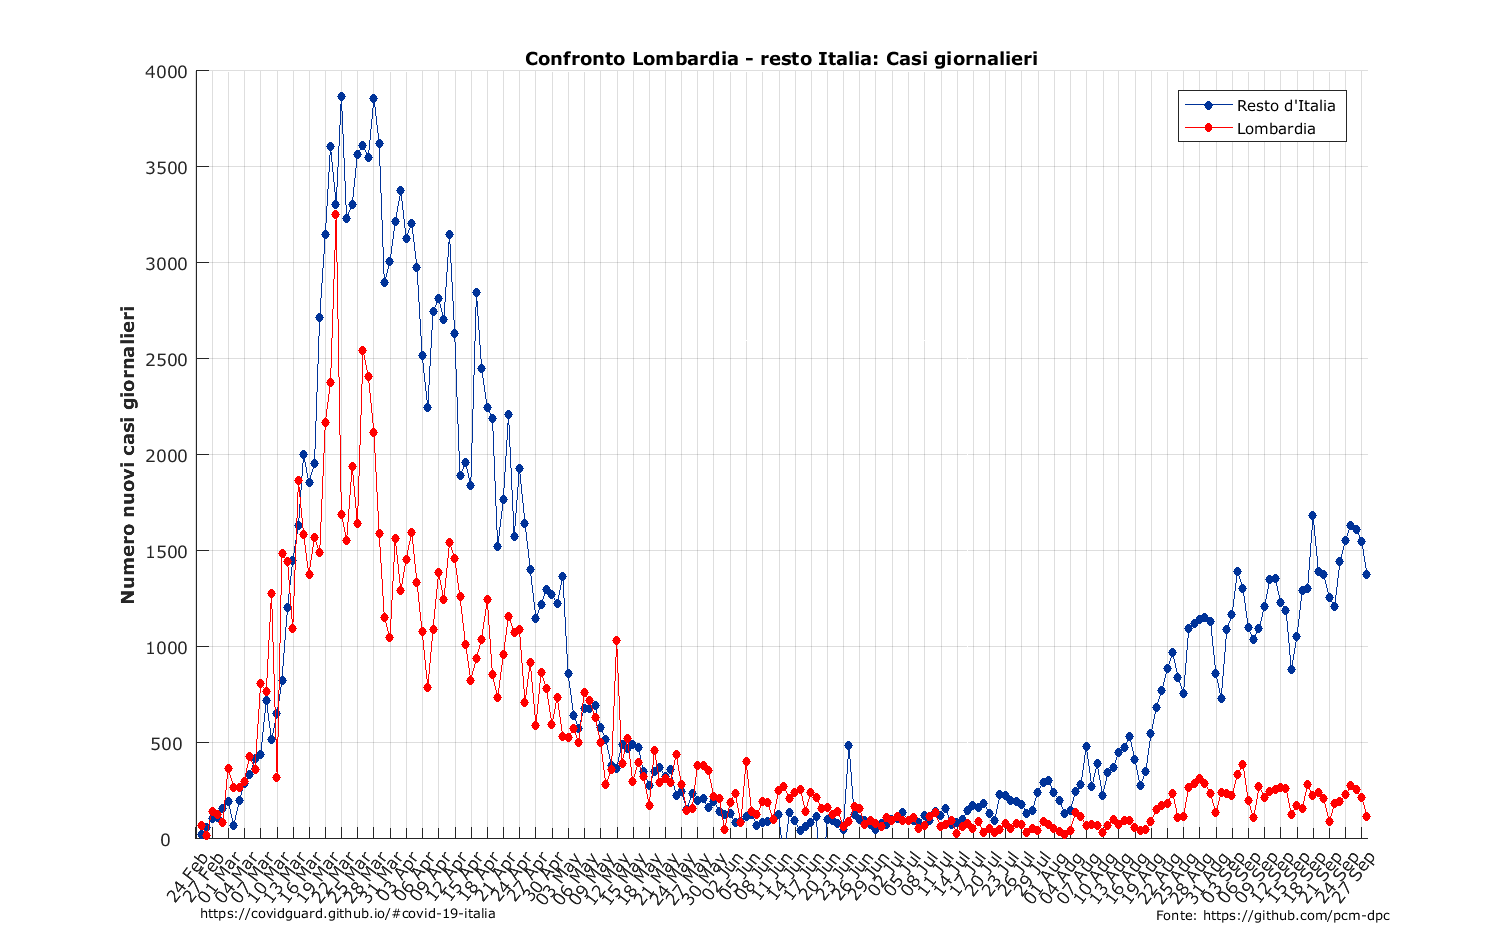 Confronto Lombardia - resto Italia: Casi giornalieri
4000
3500
3000
2500
2000
1500
1000
500
0
Numero nuovi casi giornalieri
Resto d'Italia
Lombardia
24 Feb
27 Feb
01 Mar
04 Mar
07 Mar
10 Mar
13 Mar
16 Mar
19 Mar
22 Mar
25 Mar
28 Mar
31 Mar
03 Apr
06 Apr
09 Apr
12 Apr
15 Apr
18 Apr
21 Apr
24 Apr
27 Apr
30 Apr
03 May
06 May
09 May
12 May
15 May
18 May
21 May
24 May
27 May
30 May
02 Jun
05 Jun
08 Jun
11 Jun
14 Jun
17 Jun
20 Jun
23 Jun
26 Jun
29 Jun
02 Jul
05 Jul
08 Jul
11 Jul
14 Jul
17 Jul
20 Jul
23 Jul
26 Jul
29 Jul
01 Aug
04 Aug
07 Aug
10 Aug
13 Aug
16 Aug
19 Aug
22 Aug
25 Aug
28 Aug
31 Aug
03 Sep
06 Sep
09 Sep
12 Sep
15 Sep
18 Sep
21 Sep
24 Sep
27 Sep
https://covidguard.github.io/#covid-19-italia
Fonte: https://github.com/pcm-dpc